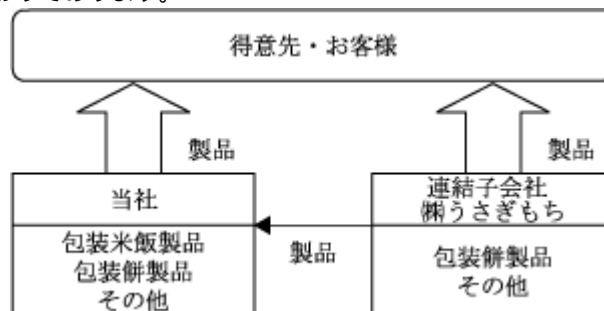 得意先・お客様
製品
製品
当社
連結子会社
㈱うさぎもち
包装米飯製品
包装餅製品
その他
製品
包装餅製品
その他